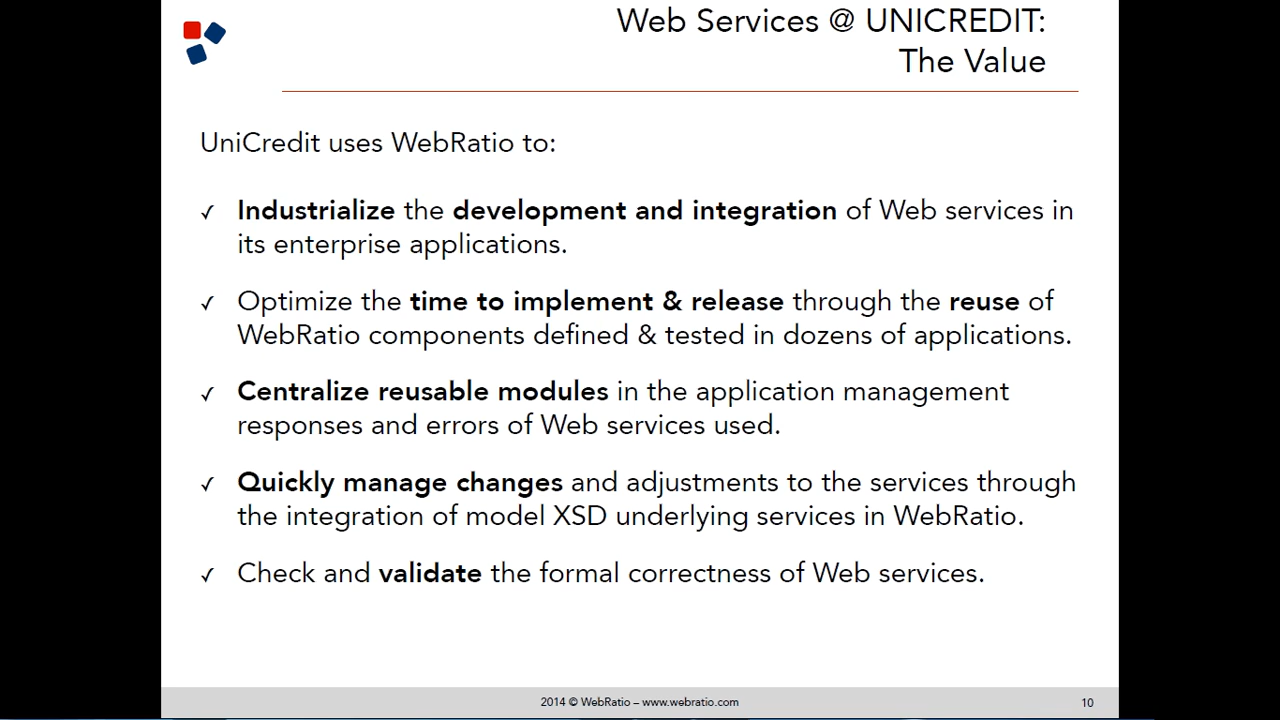 Web Services @ UNICREDIT:
The Value
UniCredit uses WebRatio to:
✓ Industrialize the development and integration of Web services in
its enterprise applications.
✓ Optimize the time to implement & release through the reuse of
WebRatio components defined & tested in dozens of applications.
✓ Centralize reusable modules in the application management
responses and errors of Web services used.
✓ Quickly manage changes and adjustments to the services through
the integration of model XSD underlying services in WebRatio.
✓ Check and validate the formal correctness of Web services.
2014 © WebRatio – www.webratio.com
10